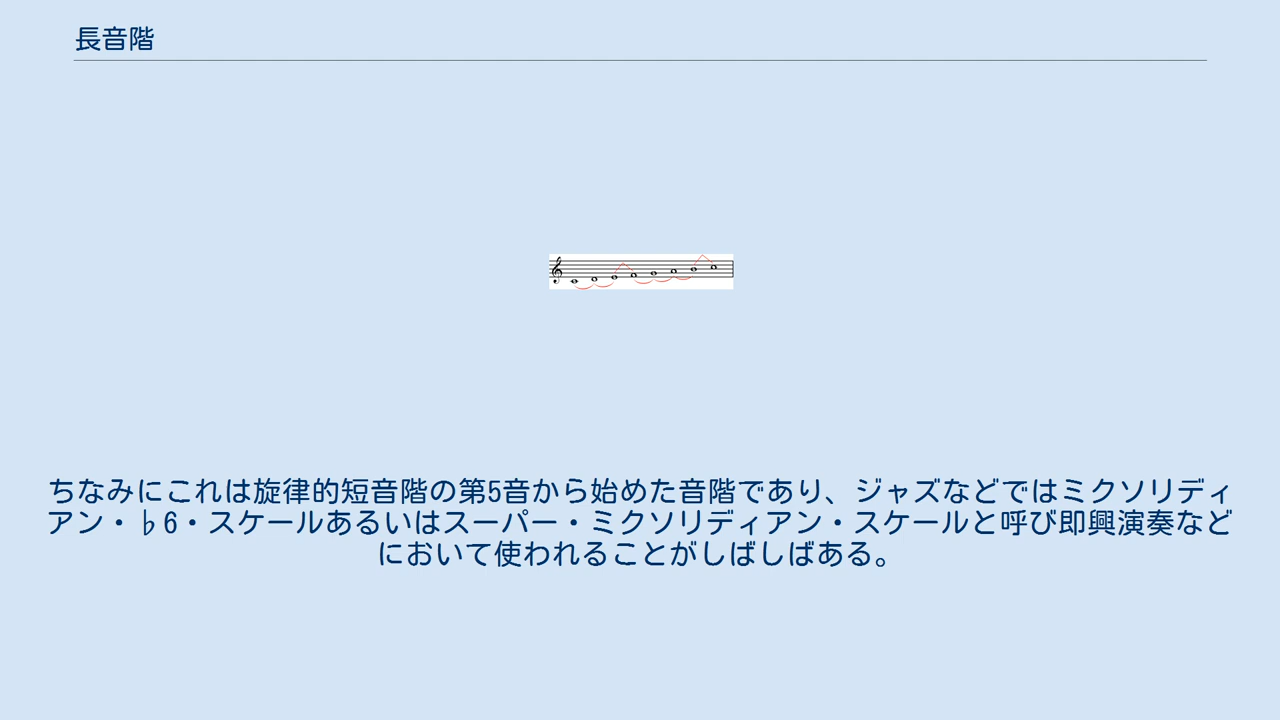 長音階
ちなみにこれは旋律的短音階の第5音から始めた音階であり、ジャズなどではミクソリディ
アン・♭6・スケールあるいはスーパー・ミクソリディアン・スケールと呼び即興演奏など
において使われることがしばしばある。